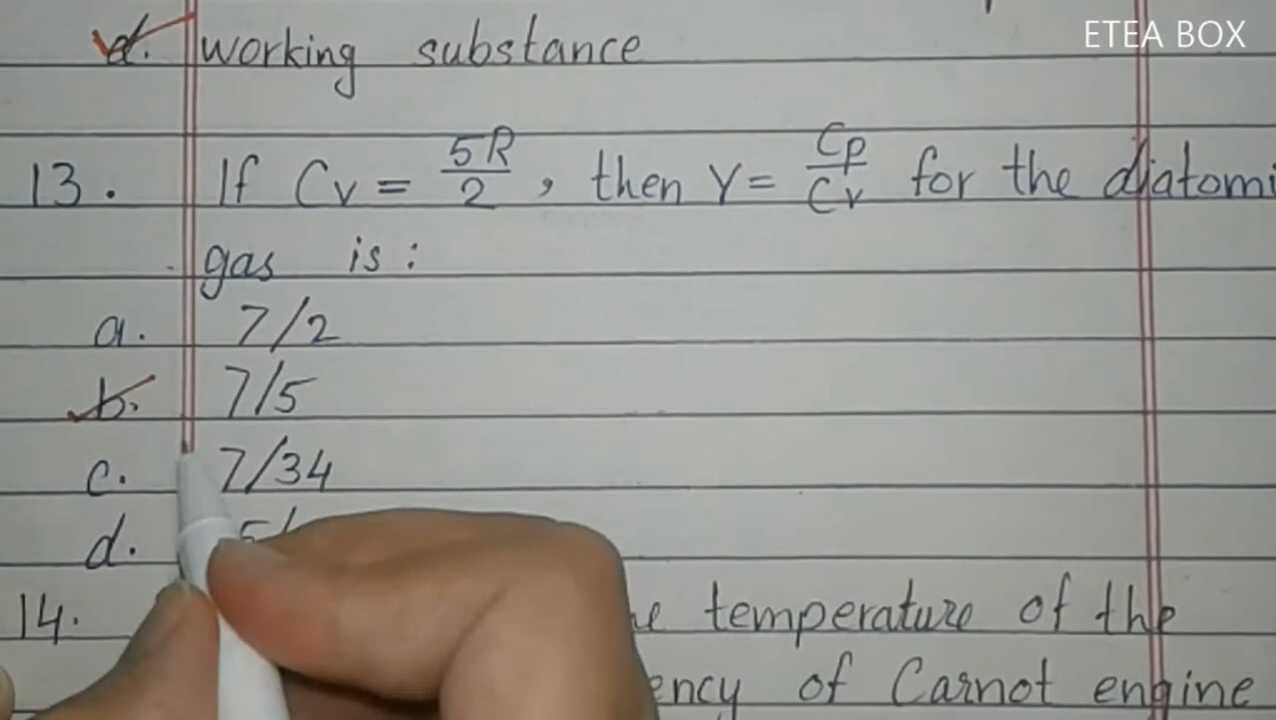 ETEA BOX
d. working substance
13. If Cv = 5R/2, then γ = Cp/Cv for the diatomi
gas is:
a. 7/2
b. 7/5
c. 7/34
d. 5/
14. temperature of the
of Carnot engine